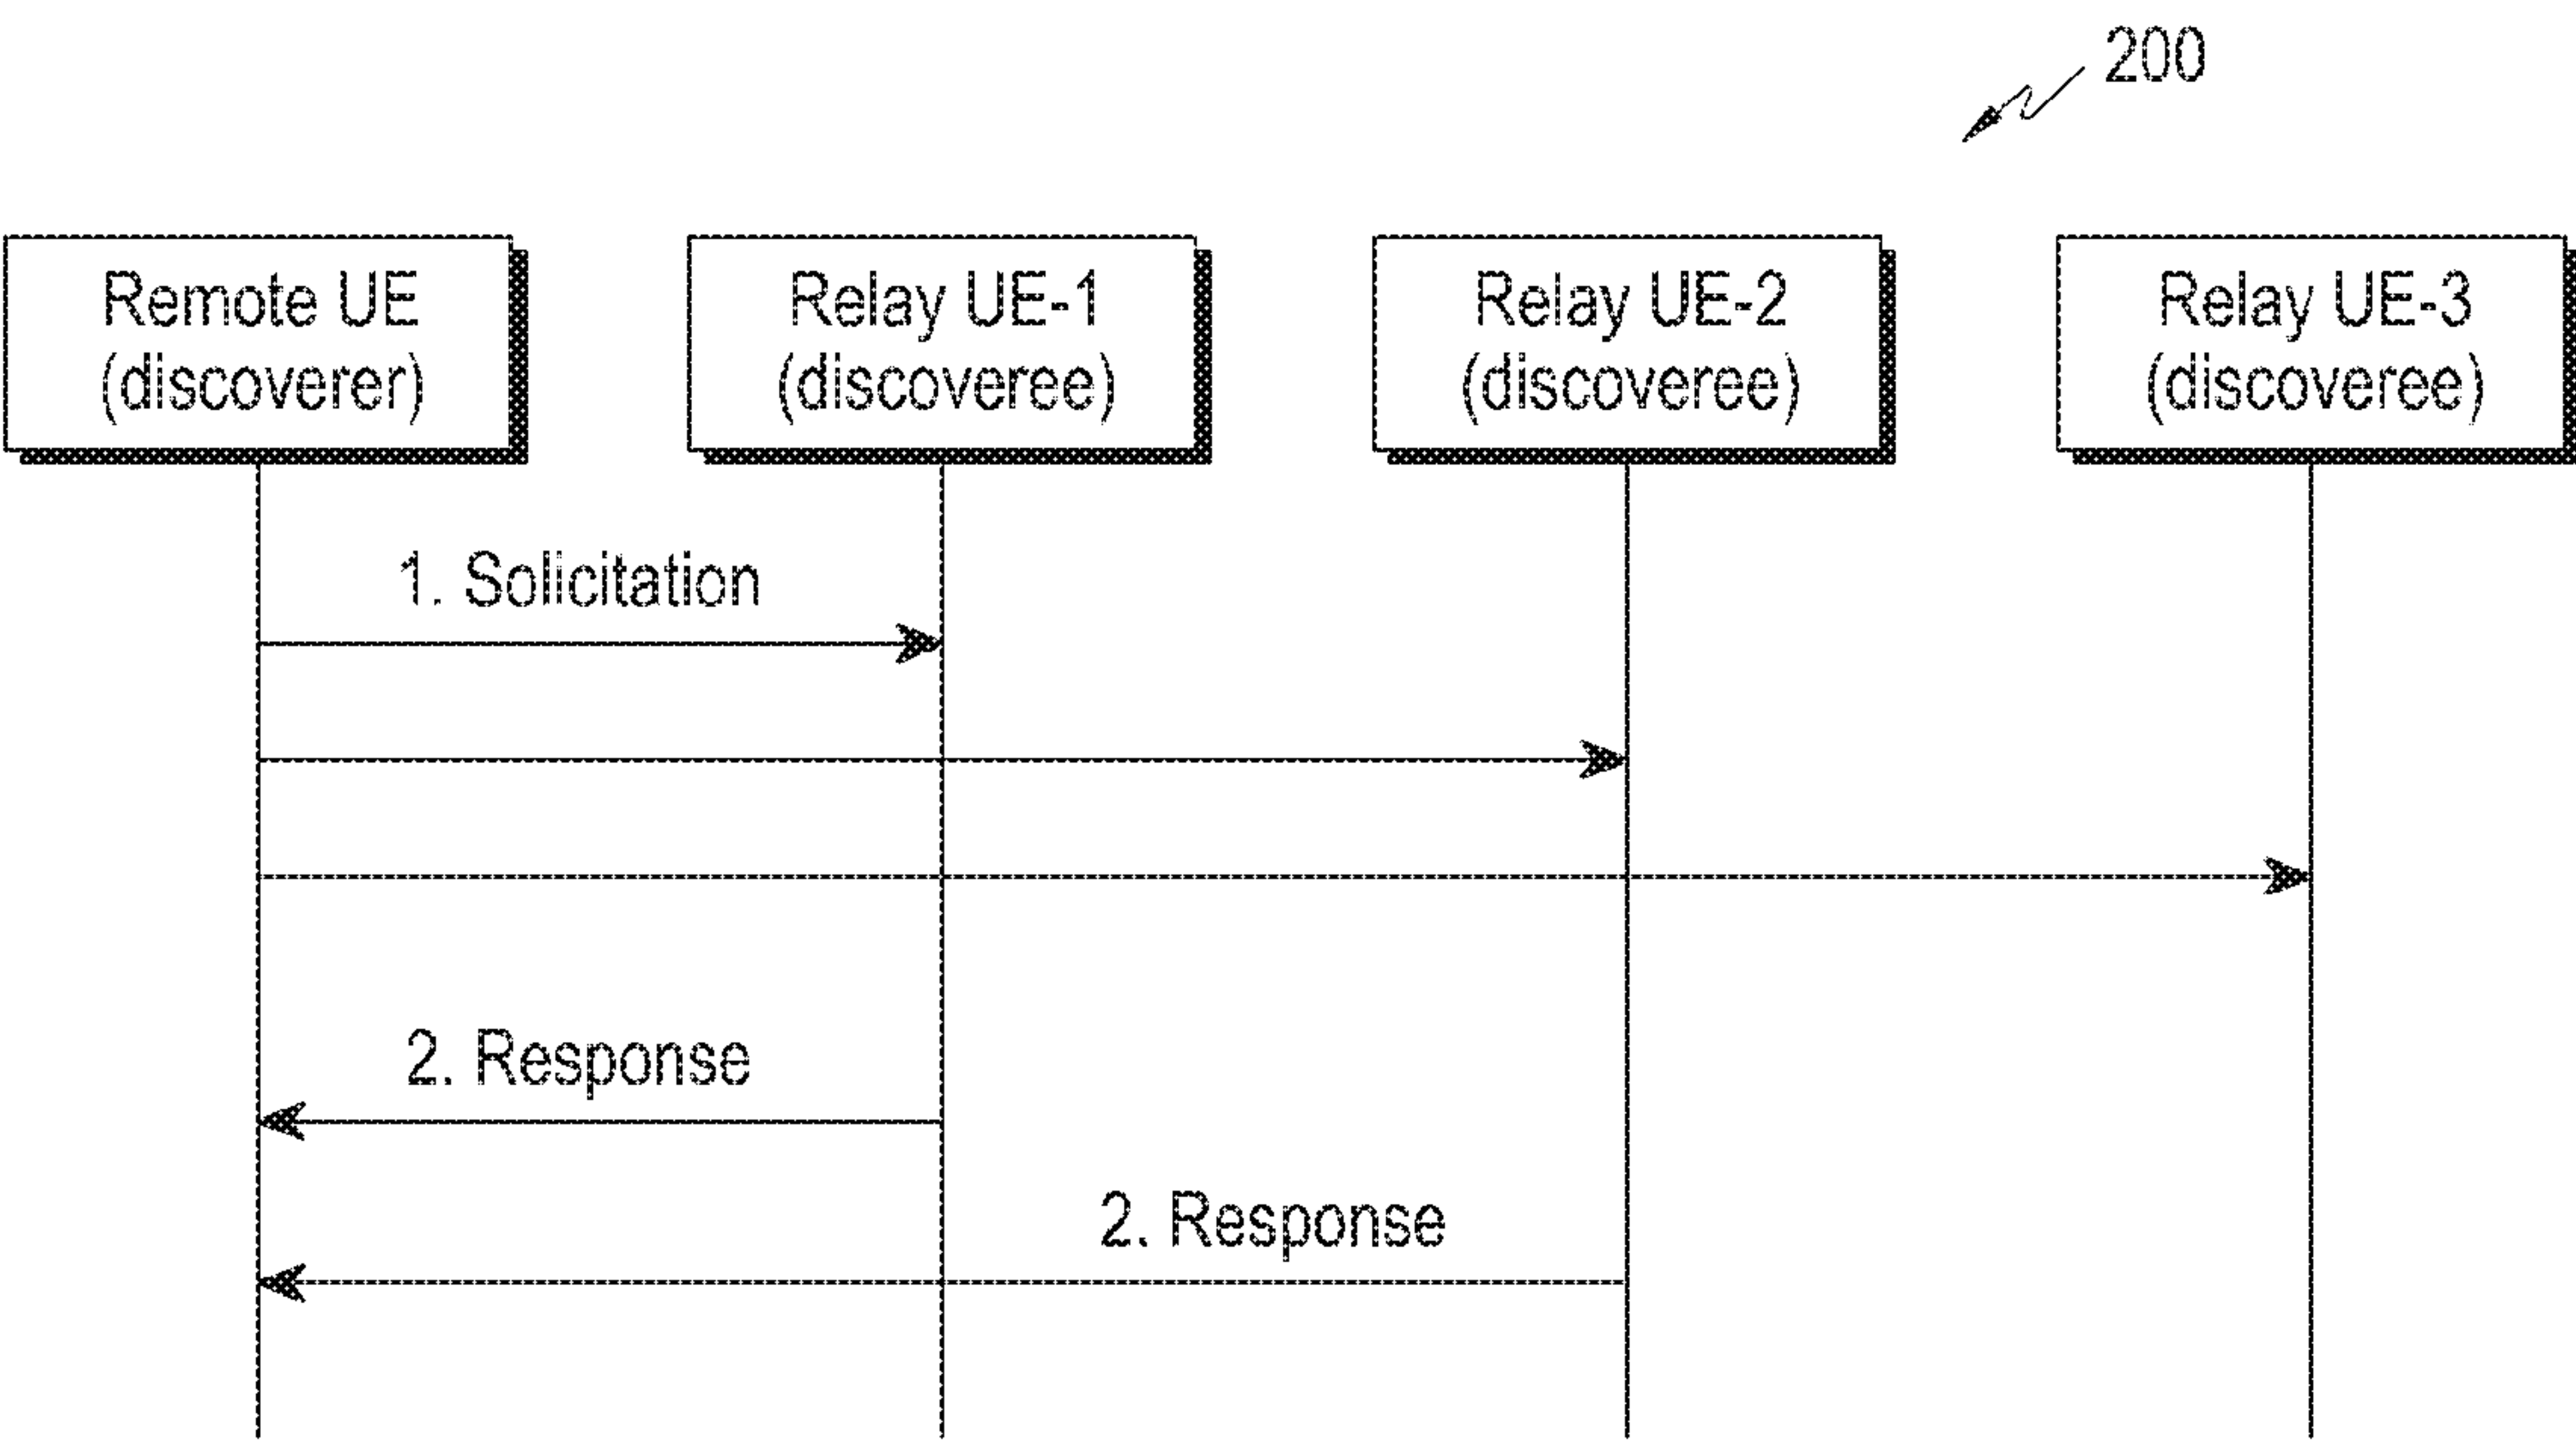 200
Remote UE
(discoverer)
Relay UE-1
(discoveree)
Relay UE-2
(discoveree)
Relay UE-3
(discoveree)
1. Solicitation
2. Response
2. Response